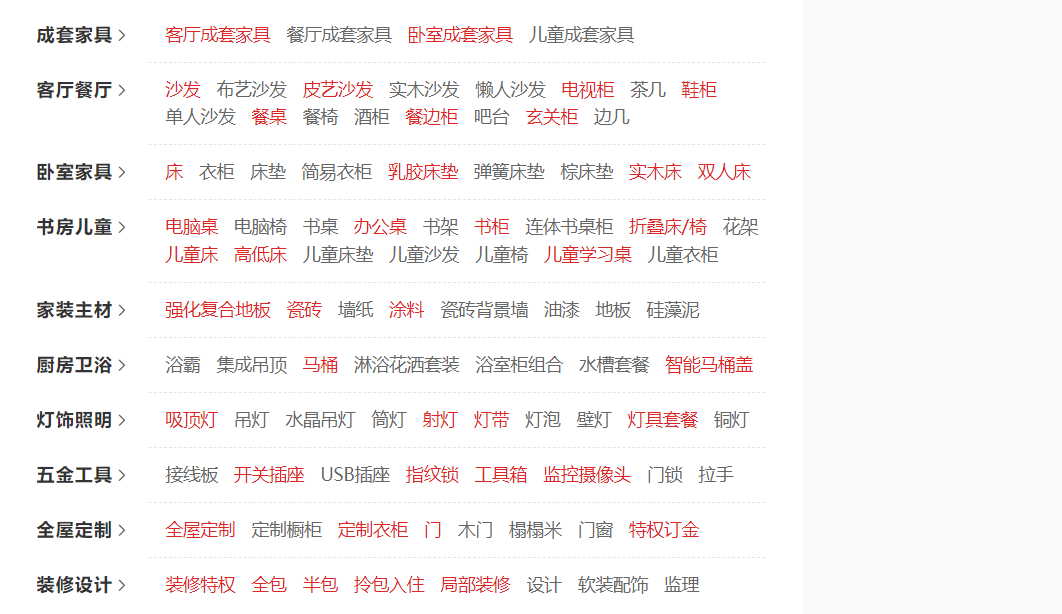 成套家具 > 客厅成套家具 餐厅成套家具 卧室成套家具 儿童成套家具
客厅餐厅 > 沙发 布艺沙发 皮艺沙发 实木沙发 懒人沙发 电视柜 茶几 鞋柜
单人沙发 餐桌 餐椅 酒柜 餐边柜 吧台 玄关柜 边几
卧室家具 > 床 衣柜 床垫 简易衣柜 乳胶床垫 弹簧床垫 棕床垫 实木床 双人床
书房儿童 > 电脑桌 电脑椅 书桌 办公桌 书架 书柜 连体书桌柜 折叠床/椅 花架
儿童床 高低床 儿童床垫 儿童沙发 儿童椅 儿童学习桌 儿童衣柜
家装主材 > 强化复合地板 瓷砖 墙纸 涂料 瓷砖背景墙 油漆 地板 硅藻泥
厨房卫浴 > 浴霸 集成吊顶 马桶 淋浴花洒套装 浴室柜组合 水槽套餐 智能马桶盖
灯饰照明 > 吸顶灯 吊灯 水晶吊灯 筒灯 射灯 灯带 灯泡 壁灯 灯具套餐 铜灯
五金工具 > 接线板 开关插座 USB插座 指纹锁 工具箱 监控摄像头 门锁 拉手
全屋定制 > 全屋定制 定制橱柜 定制衣柜 门 木门 榻榻米 门窗 特权订金
装修设计 > 装修特权 全包 半包 拎包入住 局部装修 设计 软装配饰 监理